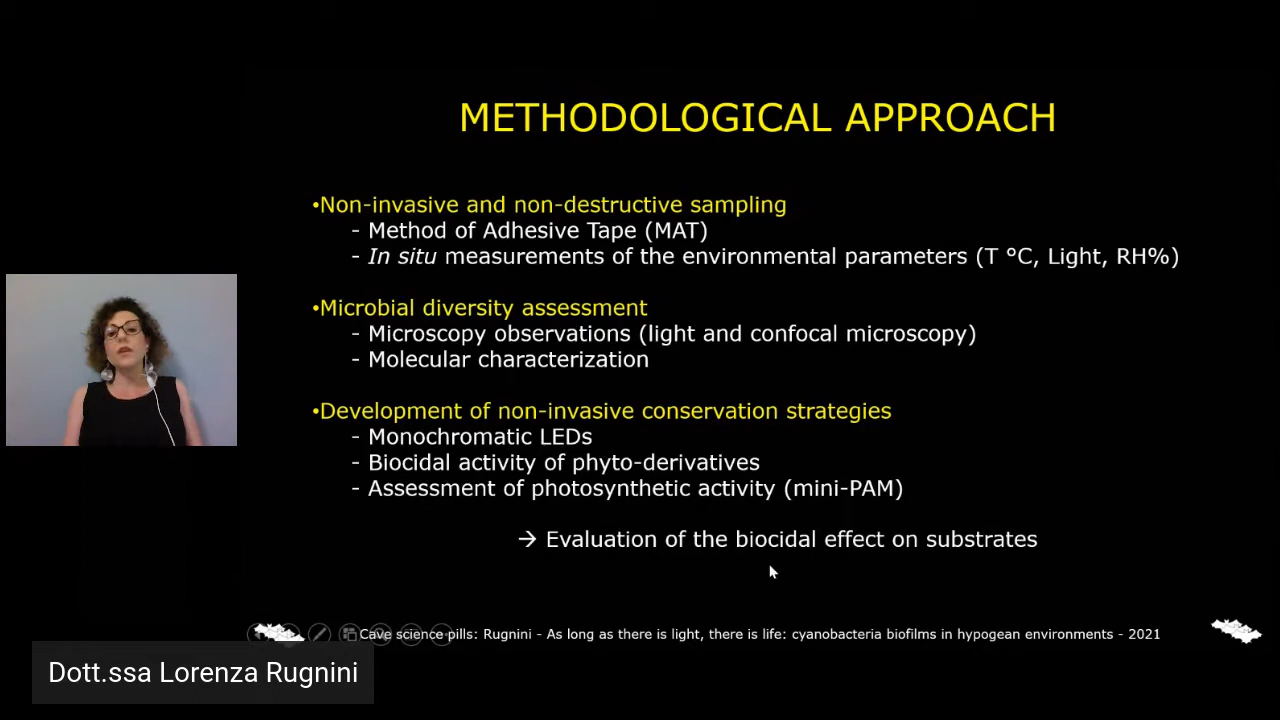 METHODOLOGICAL APPROACH
•Non-invasive and non-destructive sampling
- Method of Adhesive Tape (MAT)
- In situ measurements of the environmental parameters (T °C, Light, RH%)
•Microbial diversity assessment
- Microscopy observations (light and confocal microscopy)
- Molecular characterization
•Development of non-invasive conservation strategies
- Monochromatic LEDs
- Biocidal activity of phyto-derivatives
- Assessment of photosynthetic activity (mini-PAM)
→ Evaluation of the biocidal effect on substrates
Cave science pills: Rugnini - As long as there is light, there is life: cyanobacteria biofilms in hypogean environments - 2021
Dott.ssa Lorenza Rugnini